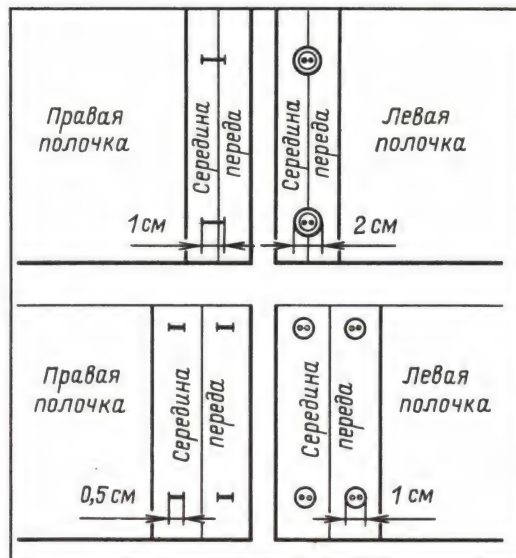 Правая
полочка
Середина
переда
Середина
переда
Левая
полочка
1 см
2 см
Правая
полочка
Середина
переда
Середина
переда
Левая
полочка
0,5 см
1 см